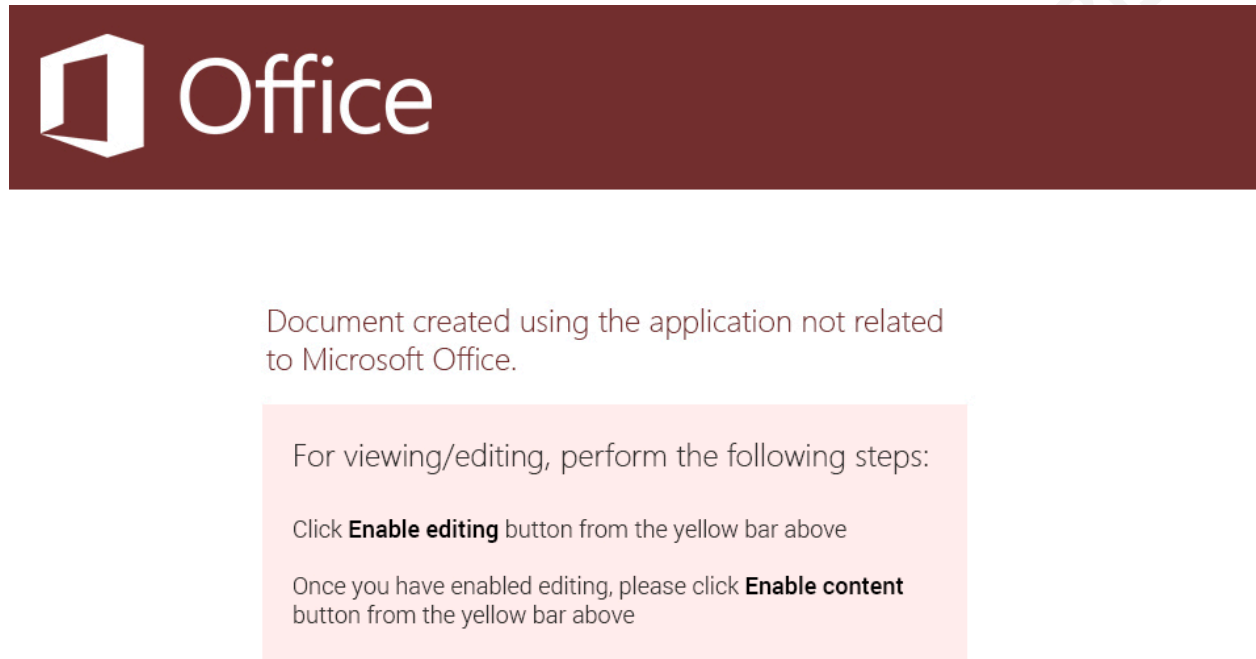 Office
Document created using the application not related
to Microsoft Office.
For viewing/editing, perform the following steps:
Click Enable editing button from the yellow bar above
Once you have enabled editing, please click Enable content
button from the yellow bar above